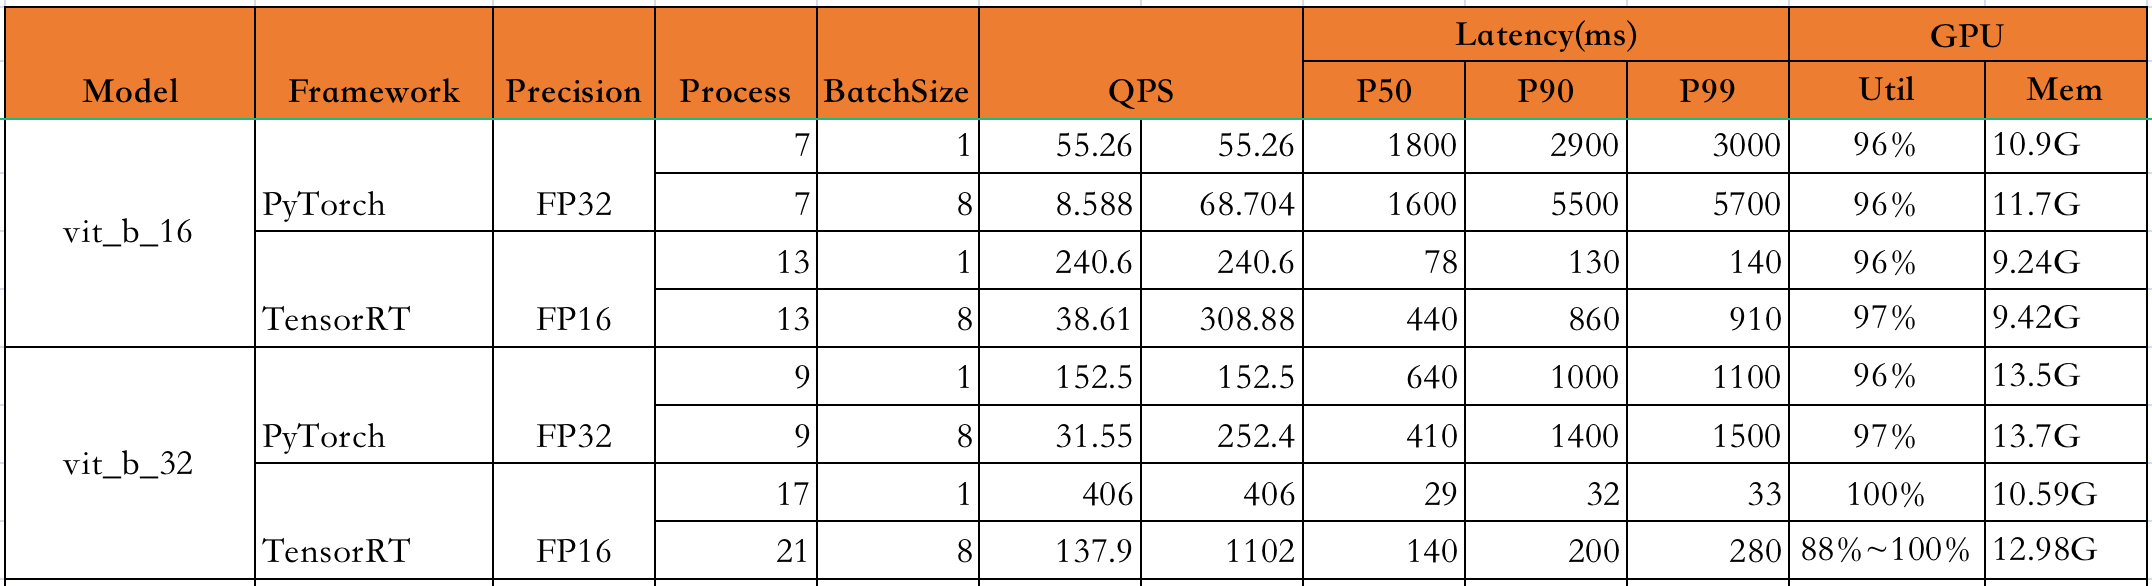 Latency(ms) GPU
Model Framework Precision Process BatchSize QPS P50 P90 P99 Util Mem
7 1 55.26 55.26 1800 2900 3000 96% 10.9G
PyTorch FP32 7 8 8.588 68.704 1600 5500 5700 96% 11.7G
vit_b_16
13 1 240.6 240.6 78 130 140 96% 9.24G
TensorRT FP16 13 8 38.61 308.88 440 860 910 97% 9.42G
9 1 152.5 152.5 640 1000 1100 96% 13.5G
PyTorch FP32 9 8 31.55 252.4 410 1400 1500 97% 13.7G
vit_b_32
17 1 406 406 29 32 33 100% 10.59G
TensorRT FP16 21 8 137.9 1102 140 200 280 88%~100% 12.98G